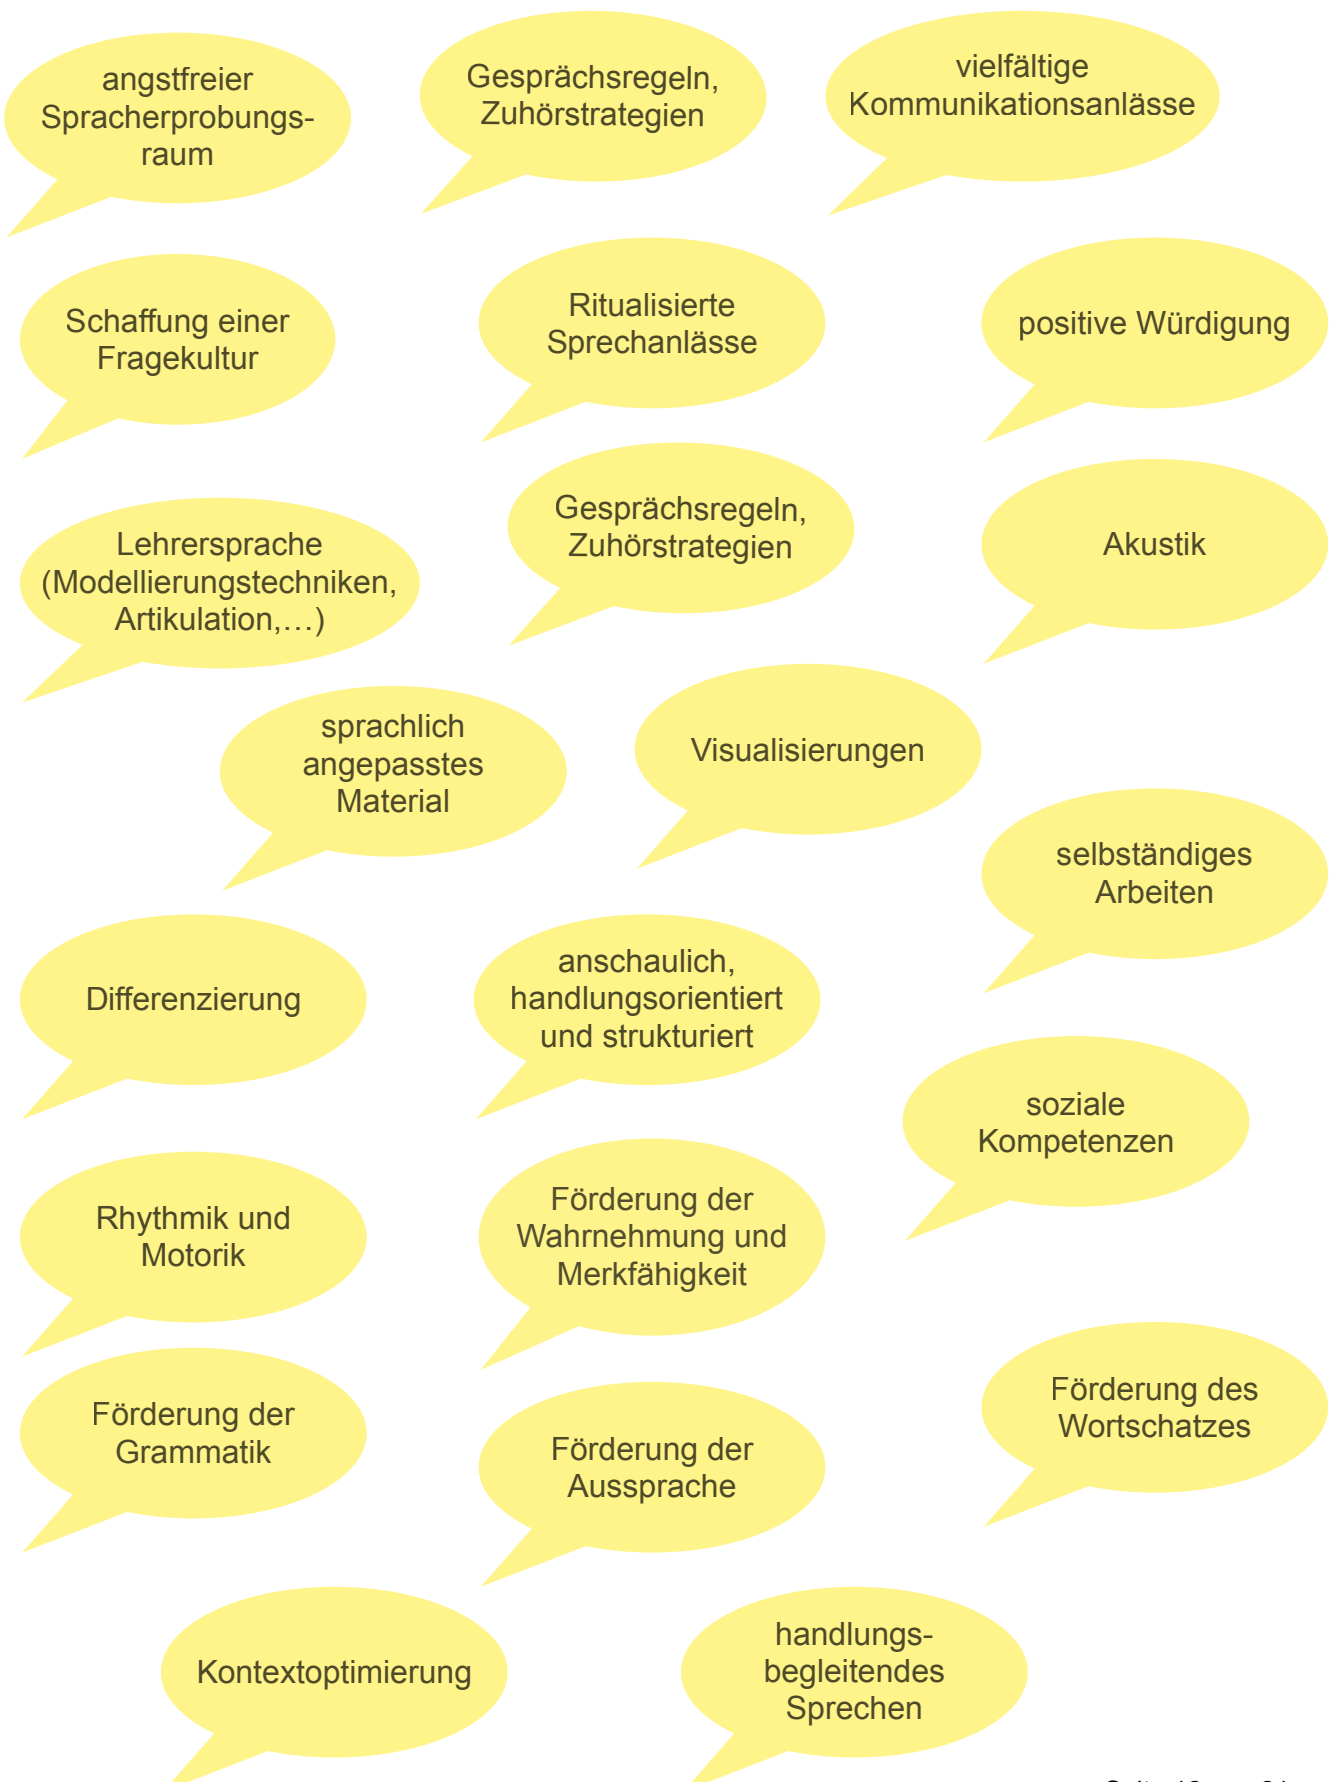 angstfreier
Spracherprobungs-
raum
Gesprächsregeln,
Zuhörstrategien
vielfältige
Kommunikationsanlässe
Schaffung einer
Fragekultur
Ritualisierte
Sprechanlässe
positive Würdigung
Lehrersprache
(Modellierungstechniken,
Artikulation,…)
Gesprächsregeln,
Zuhörstrategien
Akustik
sprachlich
angepasstes
Material
Visualisierungen
selbständiges
Arbeiten
Differenzierung
anschaulich,
handlungsorientiert
und strukturiert
soziale
Kompetenzen
Rhythmik und
Motorik
Förderung der
Wahrnehmung und
Merkfähigkeit
Förderung der
Grammatik
Förderung der
Aussprache
Förderung des
Wortschatzes
Kontextoptimierung
handlungs-
begleitendes
Sprechen